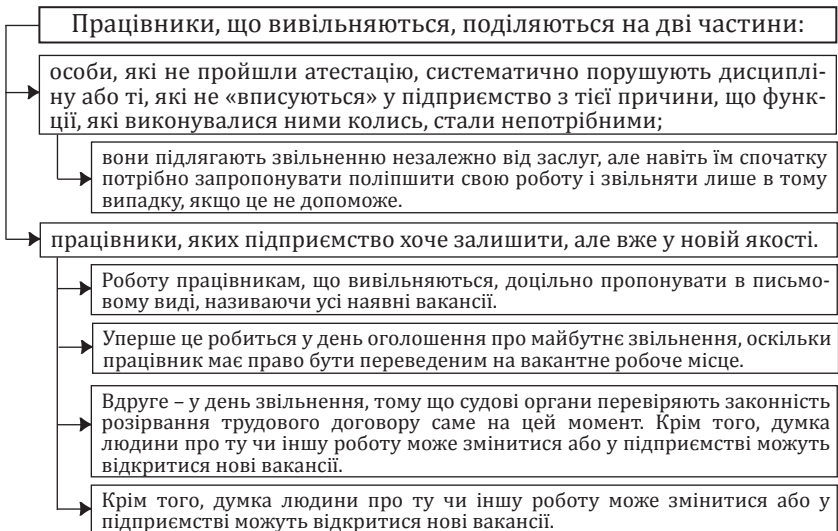 Працівники, що вивільняються, поділяються на дві частини:
особи, які не пройшли атестацію, систематично порушують дисциплі-
ну або ті, які не «вписуються» у підприємство з тієї причини, що функ-
ції, які виконувалися ними колись, стали непотрібними;
вони підлягають звільненню незалежно від заслуг, але навіть їм спочатку
потрібно запропонувати поліпшити свою роботу і звільняти лише в тому
випадку, якщо це не допоможе.
працівники, яких підприємство хоче залишити, але вже у новій якості.
Роботу працівникам, що вивільняються, доцільно пропонувати в письмо-
вому виді, називаючи усі наявні вакансії.
Уперше це робиться у день оголошення про майбутнє звільнення, оскільки
працівник має право бути переведеним на вакантне робоче місце.
Вдруге – у день звільнення, тому що судові органи перевіряють законність
розірвання трудового договору саме на цей момент. Крім того, думка
людини про ту чи іншу роботу може змінитися або у підприємстві можуть
відкритися нові вакансії.
Крім того, думка людини про ту чи іншу роботу може змінитися або у
підприємстві можуть відкритися нові вакансії.